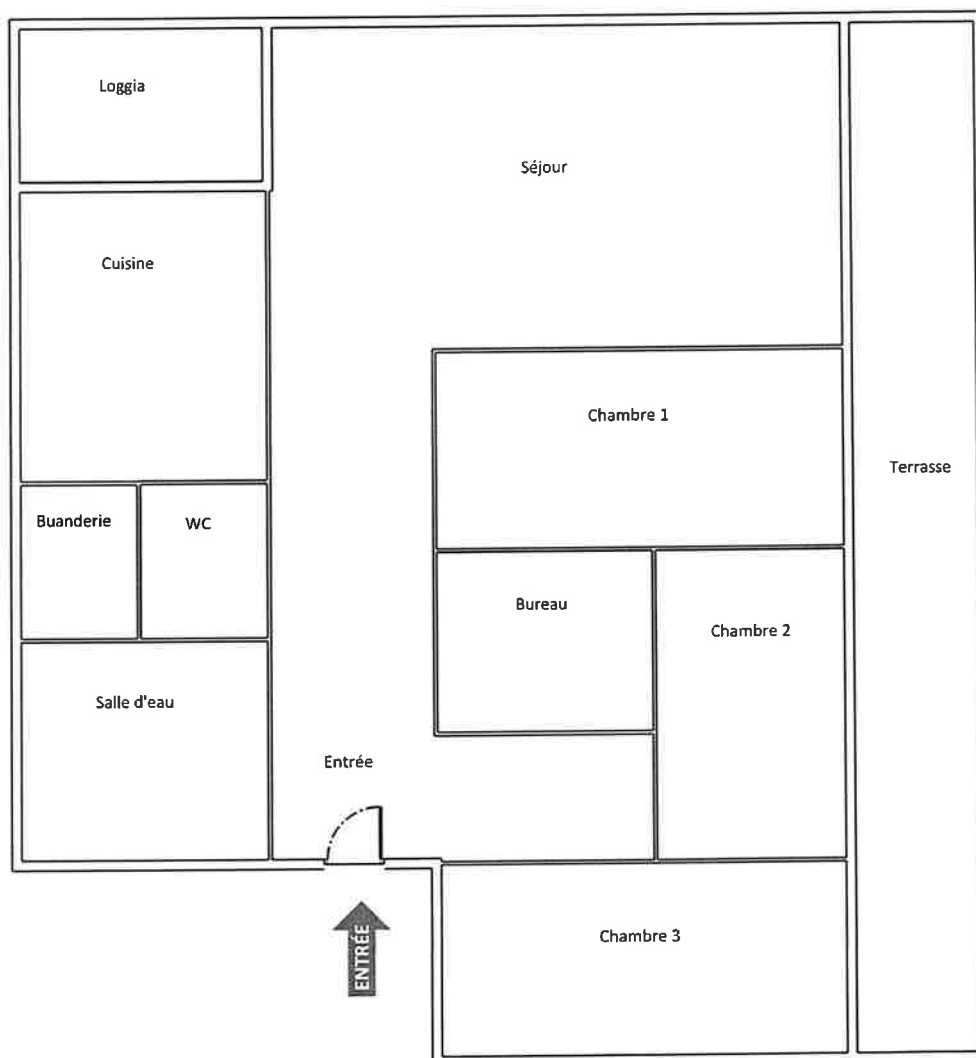 Loggia
Séjour
Cuisine
Chambre 1
Terrasse
Buanderie
WC
Bureau
Chambre 2
Salle d'eau
Entrée
ENTRÉE
Chambre 3